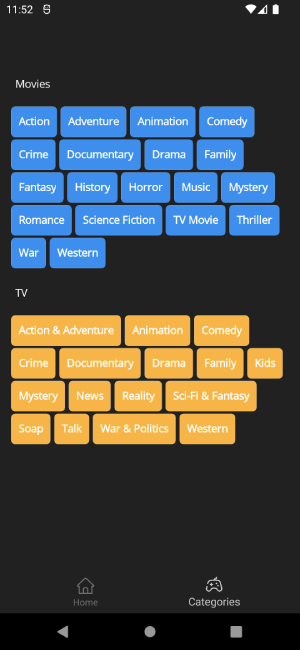 11:52
Movies
Action Adventure Animation Comedy
Crime Documentary Drama Family
Fantasy History Horror Music Mystery
Romance Science Fiction TV Movie Thriller
War Western
TV
Action & Adventure Animation Comedy
Crime Documentary Drama Family Kids
Mystery News Reality Sci-Fi & Fantasy
Soap Talk War & Politics Western
Home Categories